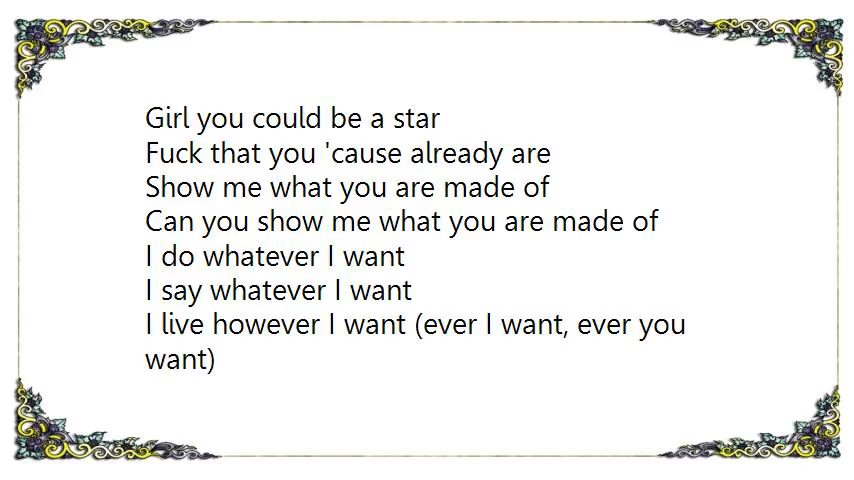 Girl you could be a star
Fuck that you 'cause already are
Show me what you are made of
Can you show me what you are made of
I do whatever I want
I say whatever I want
I live however I want (ever I want, ever you
want)